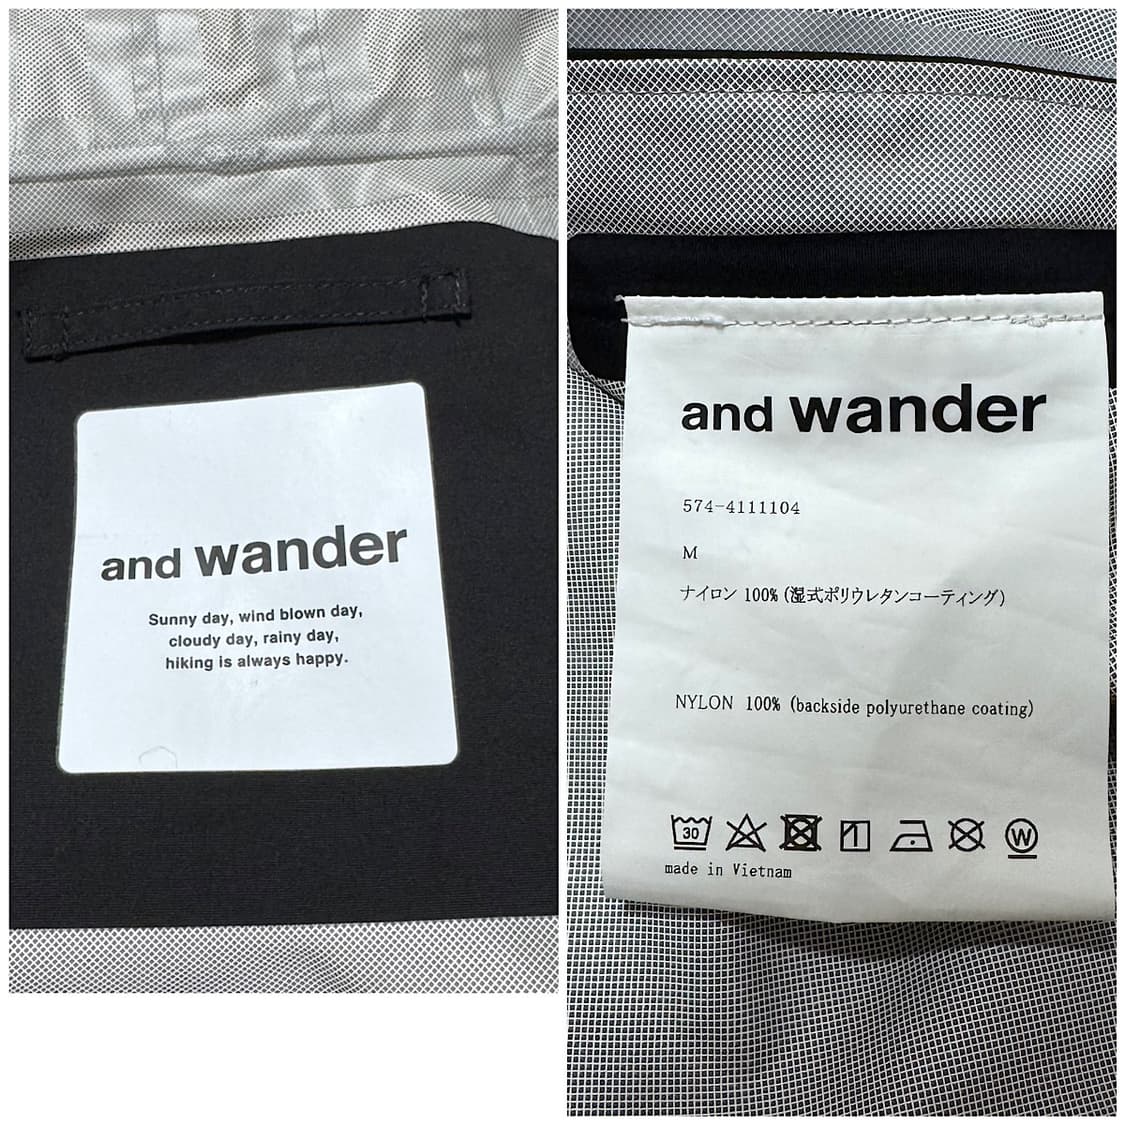 and wander
Sunny day, wind blown day,
cloudy day, rainy day,
hiking is always happy.
and wander
574-4111104
M
ナイロン 100% (湿式ポリウレタンコーティング)
NYLON 100% (backside polyurethane coating)
30
W
made in Vietnam